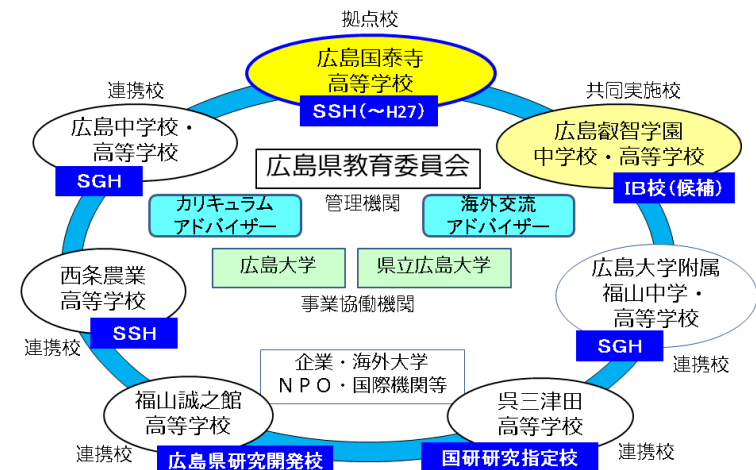 拠点校
広島国泰寺
高等学校
SSH(～H27)
連携校
広島中学校・
高等学校
SGH
共同実施校
広島叡智学園
中学校・高等学校
IB校(候補)
広島県教育委員会
管理機関
カリキュラム
アドバイザー
海外交流
アドバイザー
広島大学
県立広島大学
事業協働機関
西条農業
高等学校
SSH
連携校
広島大学附属
福山中学・
高等学校
SGH
連携校
企業・海外大学
ＮＰＯ・国際機関等
福山誠之館
高等学校
連携校
広島県研究開発校
呉三津田
高等学校
国研研究指定校
連携校